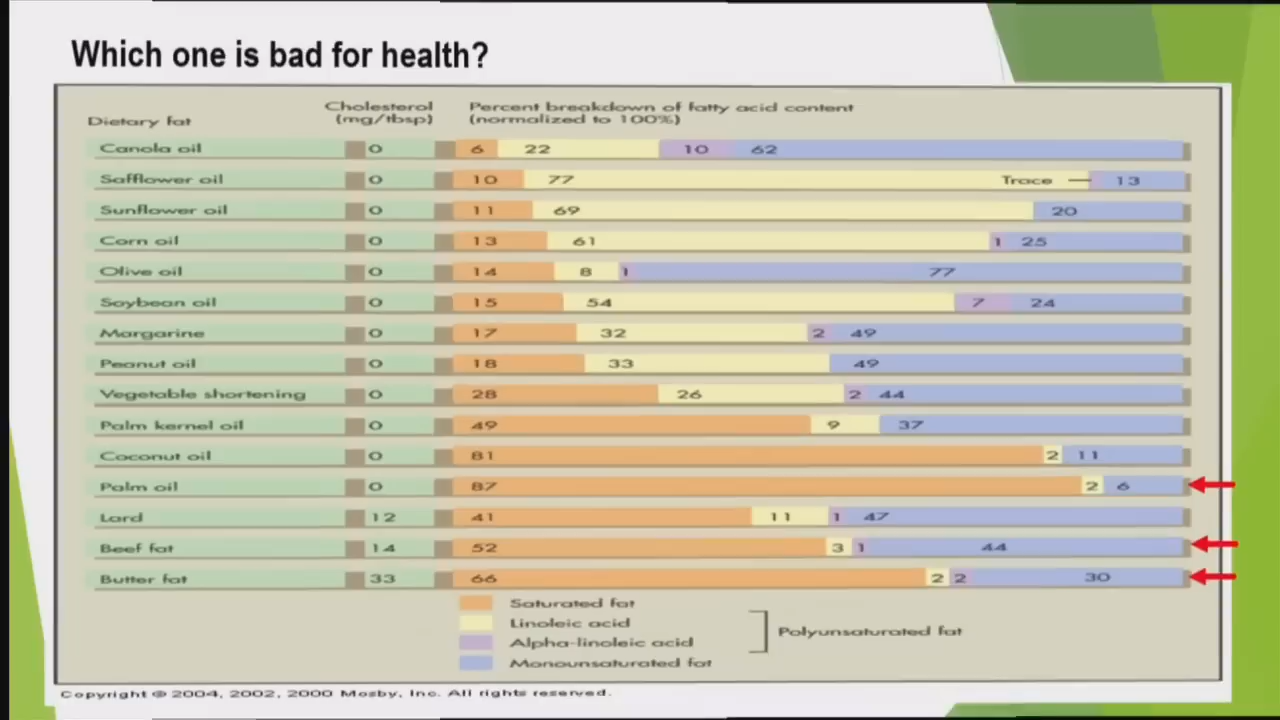 Which one is bad for health?
Dietary fat Cholesterol (mg/tbsp) Percent breakdown of fatty acid content (normalized to 100%)
Canola oil 0 6 22 10 62
Safflower oil 0 10 77 Trace 13
Sunflower oil 0 11 69 20
Corn oil 0 13 61 1 25
Olive oil 0 14 8 1 77
Soybean oil 0 15 54 7 24
Margarine 0 17 32 2 49
Peanut oil 0 18 33 49
Vegetable shortening 0 28 26 2 44
Palm kernel oil 0 49 9 37
Coconut oil 0 81 2 11
Palm oil 0 87 2 6
Lard 12 41 11 1 47
Beef fat 14 52 3 1 44
Butter fat 33 66 2 2 30
Saturated fat
Linoleic acid
Alpha-linoleic acid
Polyunsaturated fat
Monounsaturated fat
Copyright © 2004, 2002, 2000 Mosby, Inc. All rights reserved.